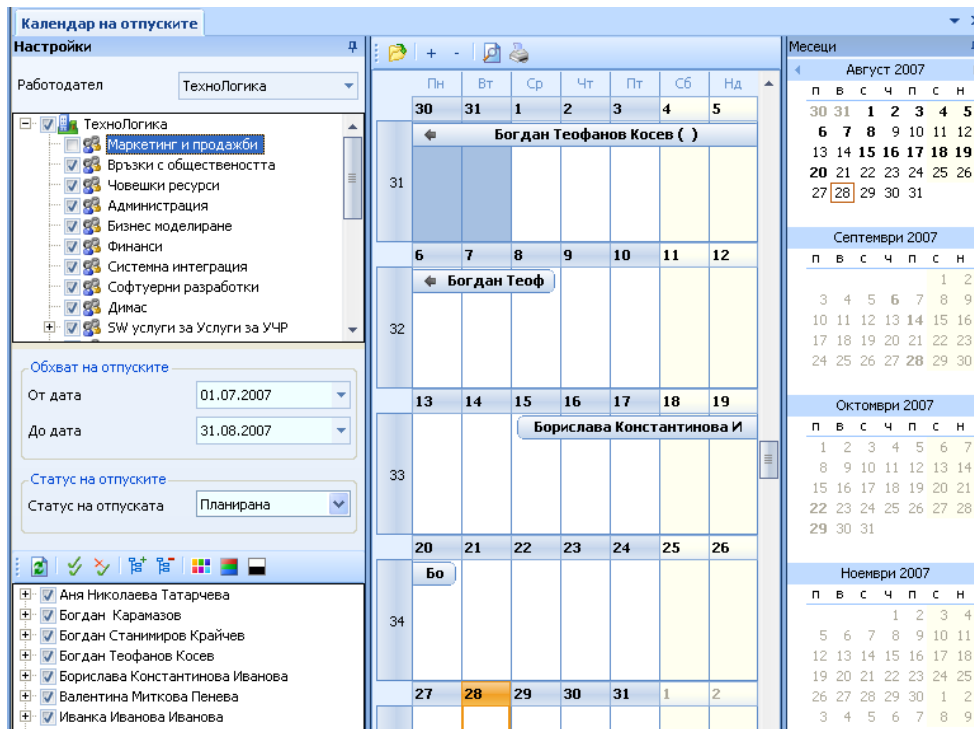 Календар на отпуските
Настройки
Работодател ТехноЛогика
ТехноЛогика
Маркетинг и продажби
Връзки с обществеността
Човешки ресурси
Администрация
Бизнес моделиране
Финанси
Системна интеграция
Софтуерни разработки
Димас
SW услуги за Услуги за УЧР
Обхват на отпуските
От дата 01.07.2007
До дата 31.08.2007
Статус на отпуските
Статус на отпуската Планирана
Аня Николаева Татарчева
Богдан Карамазов
Богдан Станимиров Крайчев
Богдан Теофанов Косев
Борислава Константинова Иванова
Валентина Миткова Пенева
Иванка Иванова Иванова
+ -
Пн Вт Ср Чт Пт Сб Нд
30 31 1 2 3 4 5
Богдан Теофанов Косев ( )
31
6 7 8 9 10 11 12
Богдан Теоф
32
13 14 15 16 17 18 19
Борислава Константинова И
33
20 21 22 23 24 25 26
Бо
34
27 28 29 30 31 1 2
Месеци
Август 2007
п в с ч п с н
30 31 1 2 3 4 5
6 7 8 9 10 11 12
13 14 15 16 17 18 19
20 21 22 23 24 25 26
27 28 29 30 31
Септември 2007
п в с ч п с н
1 2
3 4 5 6 7 8 9
10 11 12 13 14 15 16
17 18 19 20 21 22 23
24 25 26 27 28 29 30
Октомври 2007
п в с ч п с н
1 2 3 4 5 6 7
8 9 10 11 12 13 14
15 16 17 18 19 20 21
22 23 24 25 26 27 28
29 30 31
Ноември 2007
п в с ч п с н
1 2 3 4
5 6 7 8 9 10 11
12 13 14 15 16 17 18
19 20 21 22 23 24 25
26 27 28 29 30 1 2
3 4 5 6 7 8 9